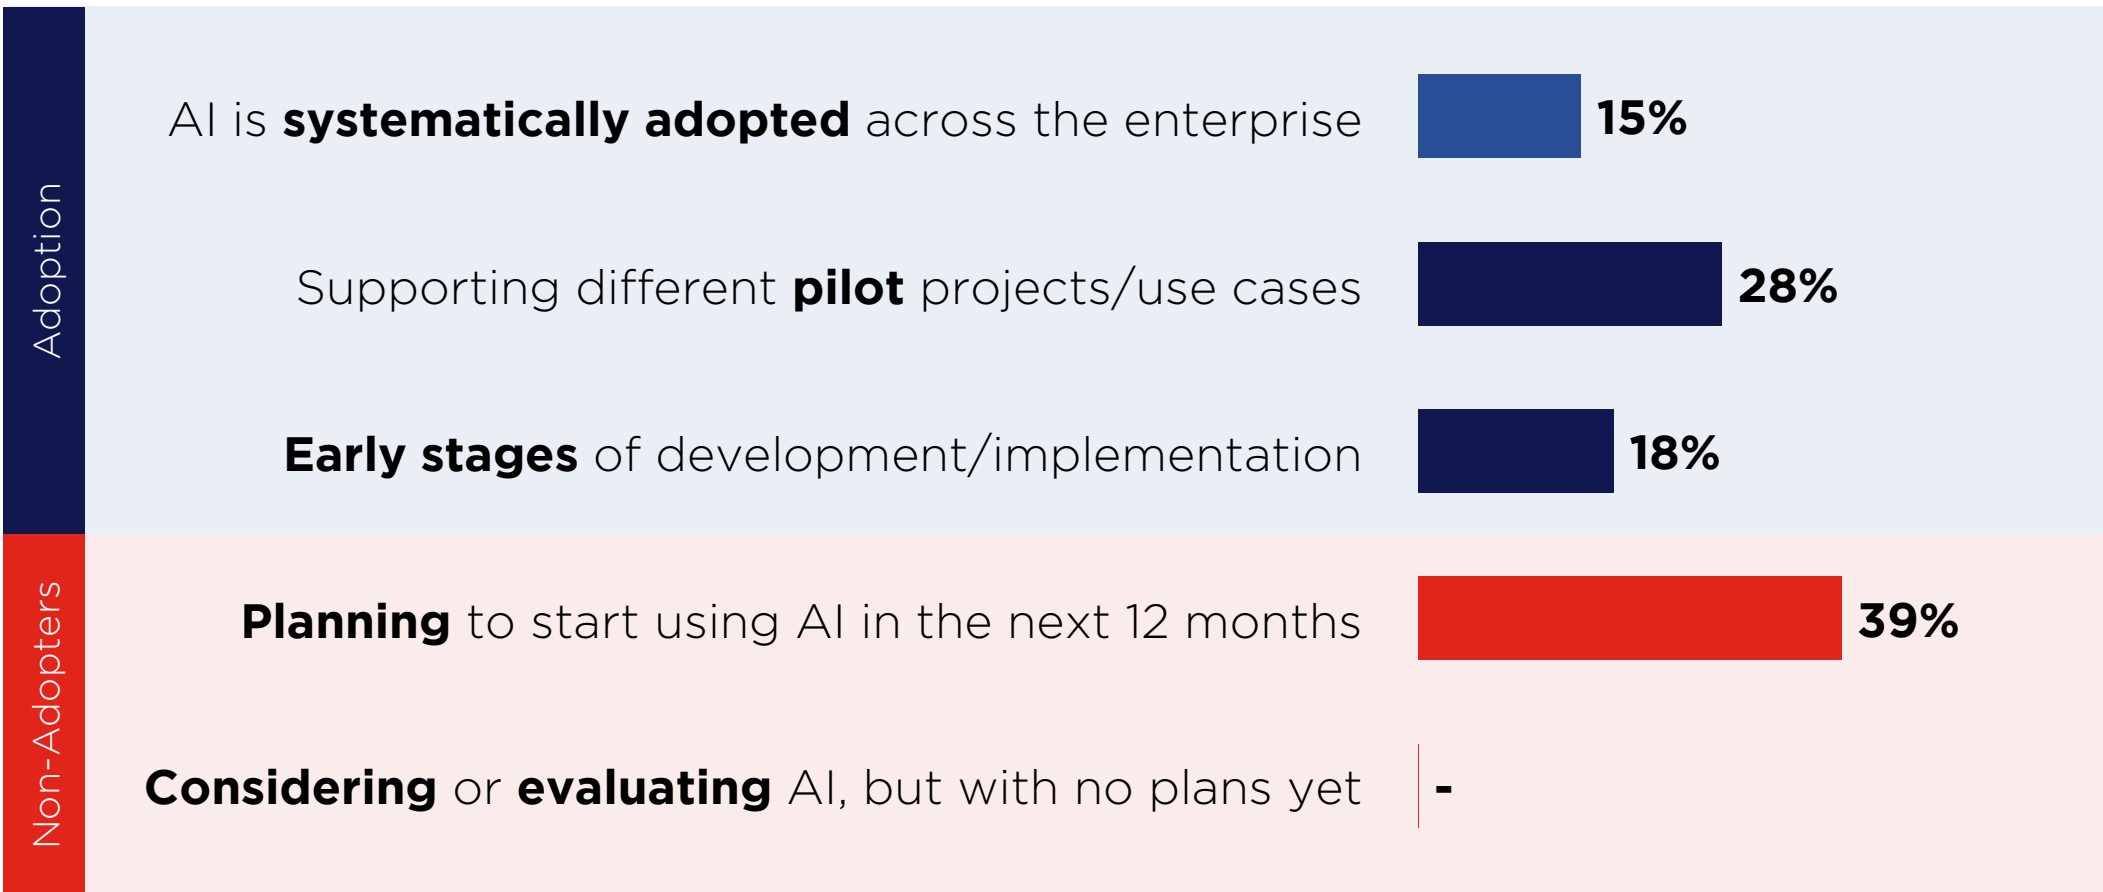 Adoption
AI is systematically adopted across the enterprise 15%
Supporting different pilot projects/use cases 28%
Early stages of development/implementation 18%
Non-Adopters
Planning to start using AI in the next 12 months 39%
Considering or evaluating AI, but with no plans yet -